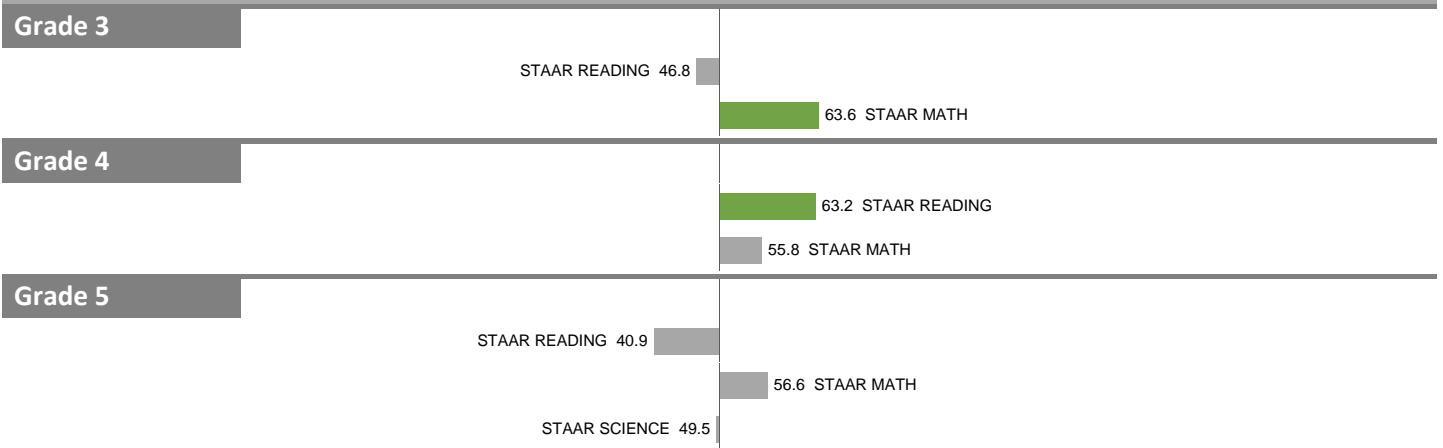 Grade 3
STAAR READING 46.8
63.6 STAAR MATH
Grade 4
63.2 STAAR READING
55.8 STAAR MATH
Grade 5
STAAR READING 40.9
56.6 STAAR MATH
STAAR SCIENCE 49.5